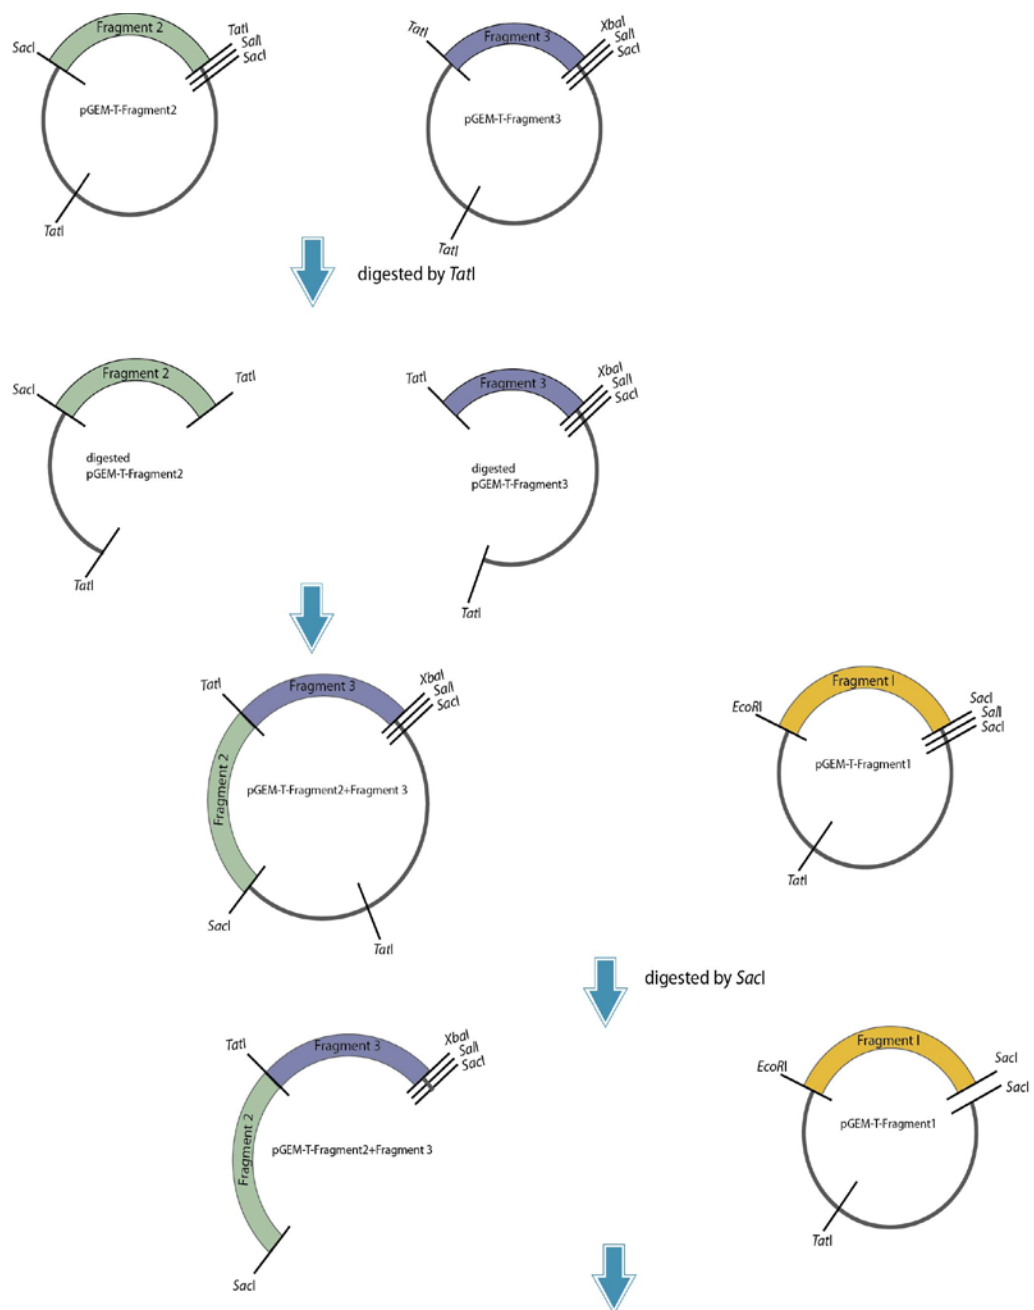 Fragment 2
SacI
TatI
SalI
SacI
pGEM-T-Fragment2
TatI
TatI
Fragment 3
XbaI
SalI
SacI
pGEM-T-Fragment3
TatI
digested by TatI
Fragment 2
SacI
TatI
digested
pGEM-T-Fragment2
TatI
TatI
Fragment 3
XbaI
SalI
SacI
digested
pGEM-T-Fragment3
TatI
TatI
Fragment 3
XbaI
SalI
SacI
Fragment 2
pGEM-T-Fragment2+Fragment 3
SacI
TatI
EcoRI
Fragment I
SacI
SalI
SacI
pGEM-T-Fragment1
TatI
digested by SacI
TatI
Fragment 3
XbaI
SalI
SacI
Fragment 2
pGEM-T-Fragment2+Fragment 3
SacI
EcoRI
Fragment I
SacI
SacI
pGEM-T-Fragment1
TatI